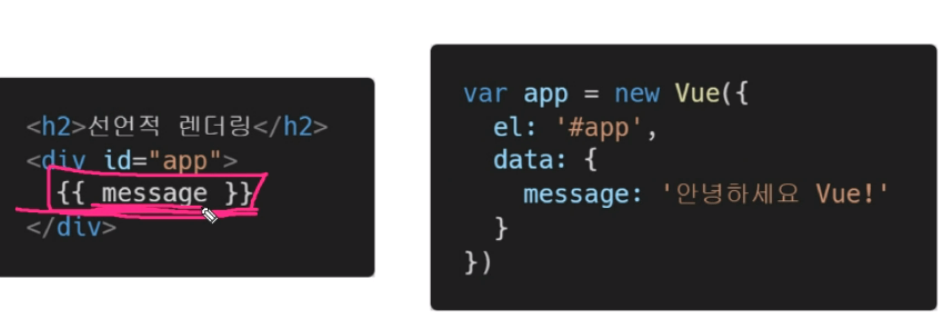 <h2>선언적 렌더링</h2>
<div id="app">
{{ message }}
</div>
var app = new Vue({
el: '#app',
data: {
message: '안녕하세요 Vue!'
}
})